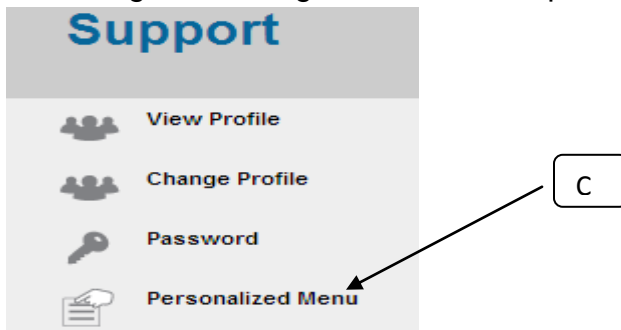 Support
View Profile
Change Profile
C
Password
Personalized Menu